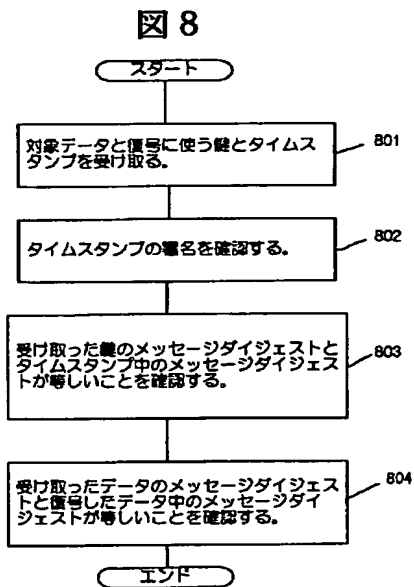 図 8
スタート
対象データと復号に使う鍵とタイムス
タンプを受け取る。
801
タイムスタンプの署名を確認する。
802
受け取った鍵のメッセージダイジェストと
タイムスタンプ中のメッセージダイジェス
トが等しいことを確認する。
803
受け取ったデータのメッセージダイジェス
トと復号したデータ中のメッセージダイ
ジェストが等しいことを確認する。
804
エンド